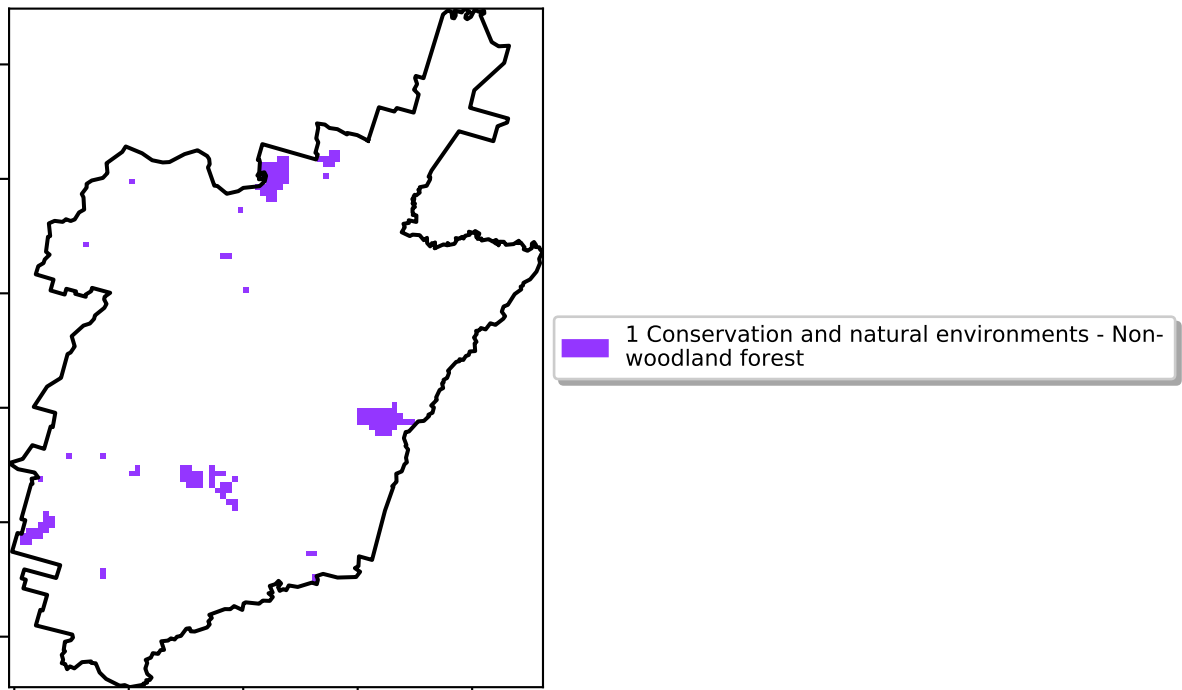 1 Conservation and natural environments - Non-
woodland forest